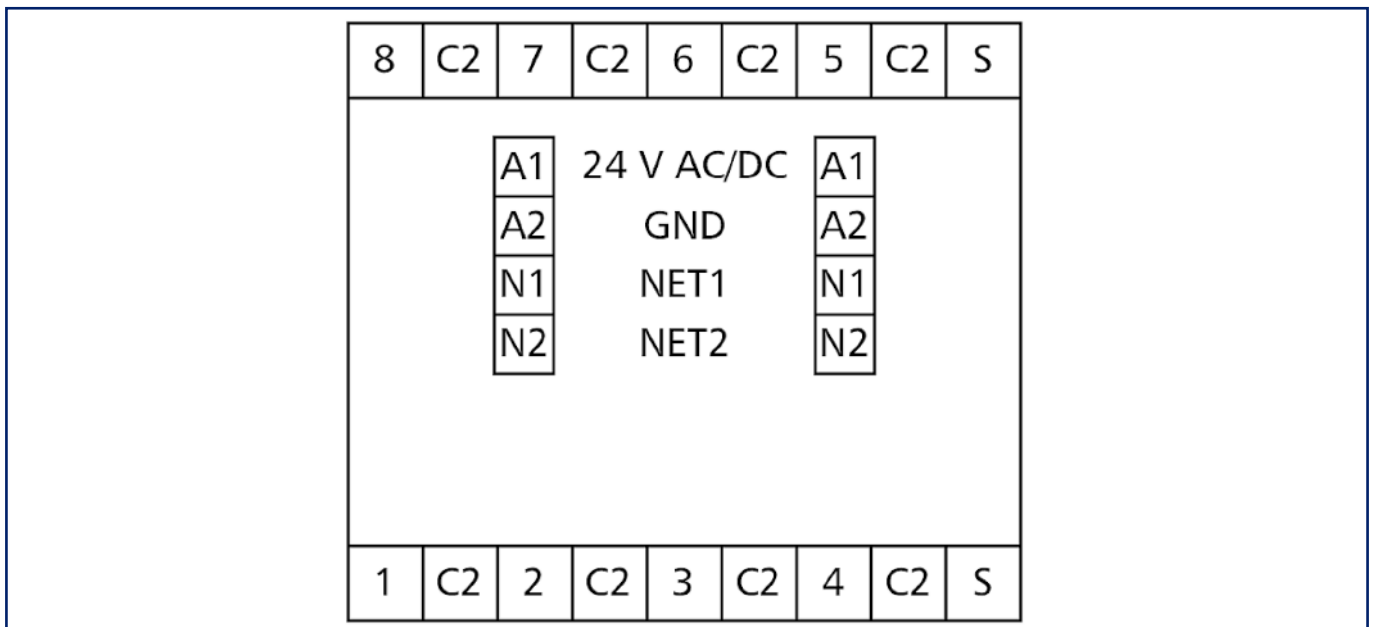 8 C2 7 C2 6 C2 5 C2 S
A1 24 V AC/DC A1
A2 GND A2
N1 NET1 N1
N2 NET2 N2
1 C2 2 C2 3 C2 4 C2 S